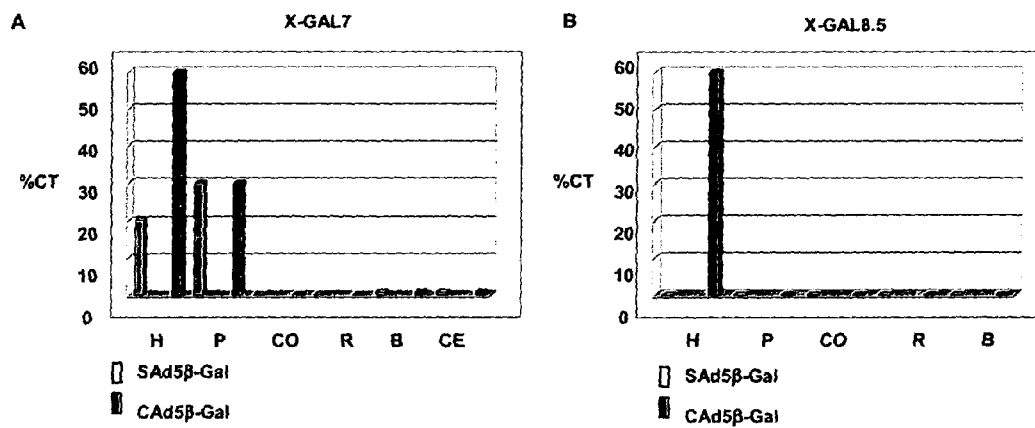 A
X-GAL7
60
50
40
%CT
30
20
10
0
H P CO R B CE
SAd5β-Gal
CAd5β-Gal
B
X-GAL8.5
60
50
40
%CT
30
20
10
0
H P CO R B
SAd5β-Gal
CAd5β-Gal